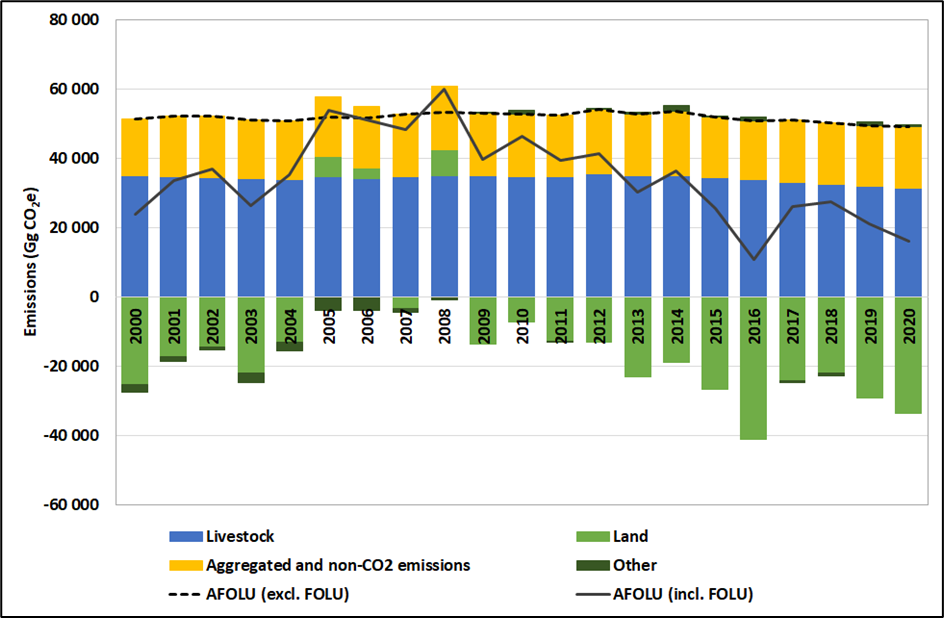 80 000
60 000
40 000
20 000
0
-20 000
-40 000
-60 000
Emissions (Gg CO₂e)
2000 2001 2002 2003 2004 2005 2006 2007 2008 2009 2010 2011 2012 2013 2014 2015 2016 2017 2018 2019 2020
Livestock Land
Aggregated and non-CO2 emissions Other
AFOLU (excl. FOLU) AFOLU (incl. FOLU)